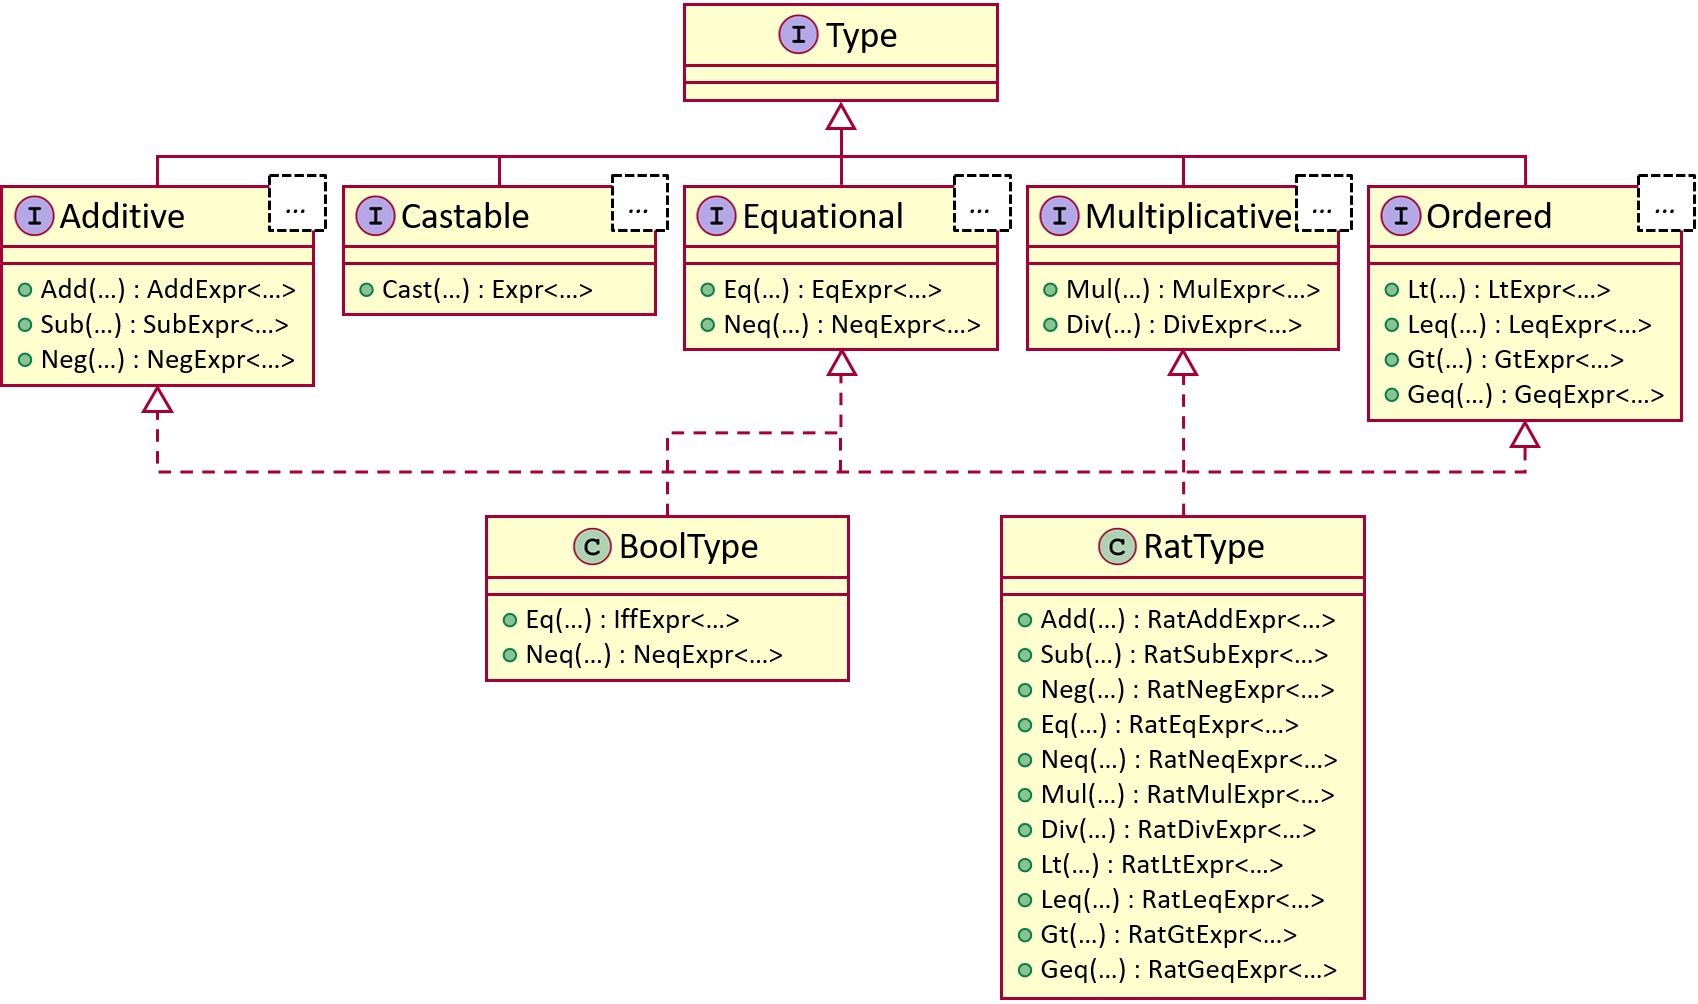 I Type
I Additive ...
Add(...) : AddExpr<...>
Sub(...) : SubExpr<...>
Neg(...) : NegExpr<...>
I Castable ...
Cast(...) : Expr<...>
I Equational ...
Eq(...) : EqExpr<...>
Neq(...) : NeqExpr<...>
I Multiplicative ...
Mul(...) : MulExpr<...>
Div(...) : DivExpr<...>
I Ordered ...
Lt(...) : LtExpr<...>
Leq(...) : LeqExpr<...>
Gt(...) : GtExpr<...>
Geq(...) : GeqExpr<...>
C BoolType
Eq(...) : IffExpr<...>
Neq(...) : NeqExpr<...>
C RatType
Add(...) : RatAddExpr<...>
Sub(...) : RatSubExpr<...>
Neg(...) : RatNegExpr<...>
Eq(...) : RatEqExpr<...>
Neq(...) : RatNeqExpr<...>
Mul(...) : RatMulExpr<...>
Div(...) : RatDivExpr<...>
Lt(...) : RatLtExpr<...>
Leq(...) : RatLeqExpr<...>
Gt(...) : RatGtExpr<...>
Geq(...) : RatGeqExpr<...>